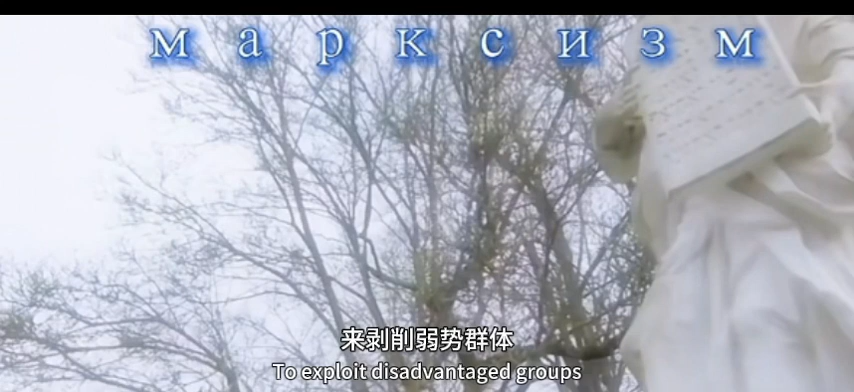 м а р к с и з м
来剥削弱势群体
To exploit disadvantaged groups